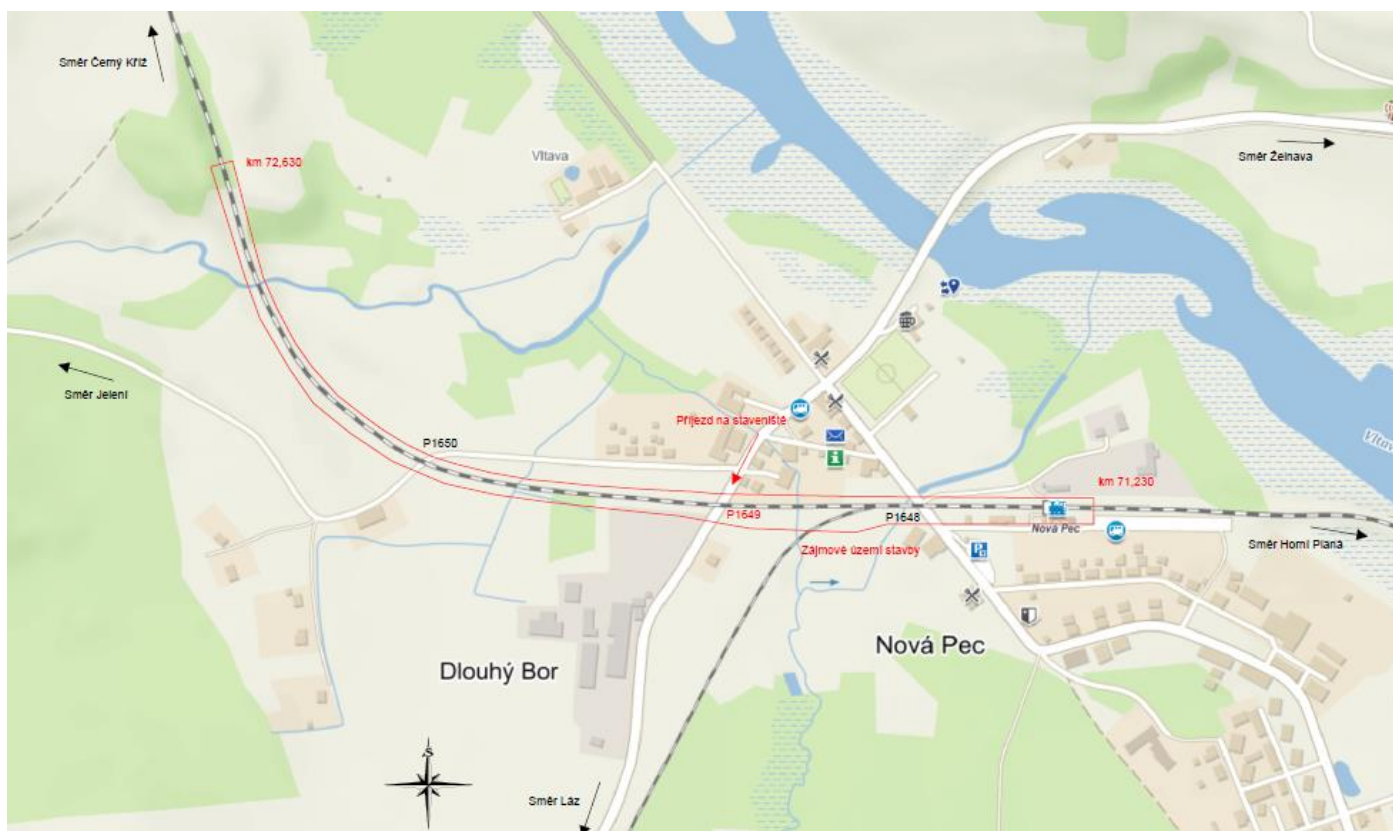 Směr Černý Kříž
km 72,630
Vltava
Směr Želnava
Směr Jelení
Příjezd na staveniště
P1650
km 71,230
P1649
P1648
Nová Pec
Směr Horní Planá
Zájmové území stavby
P
Nová Pec
Dlouhý Bor
Vltava
S
Směr Láz